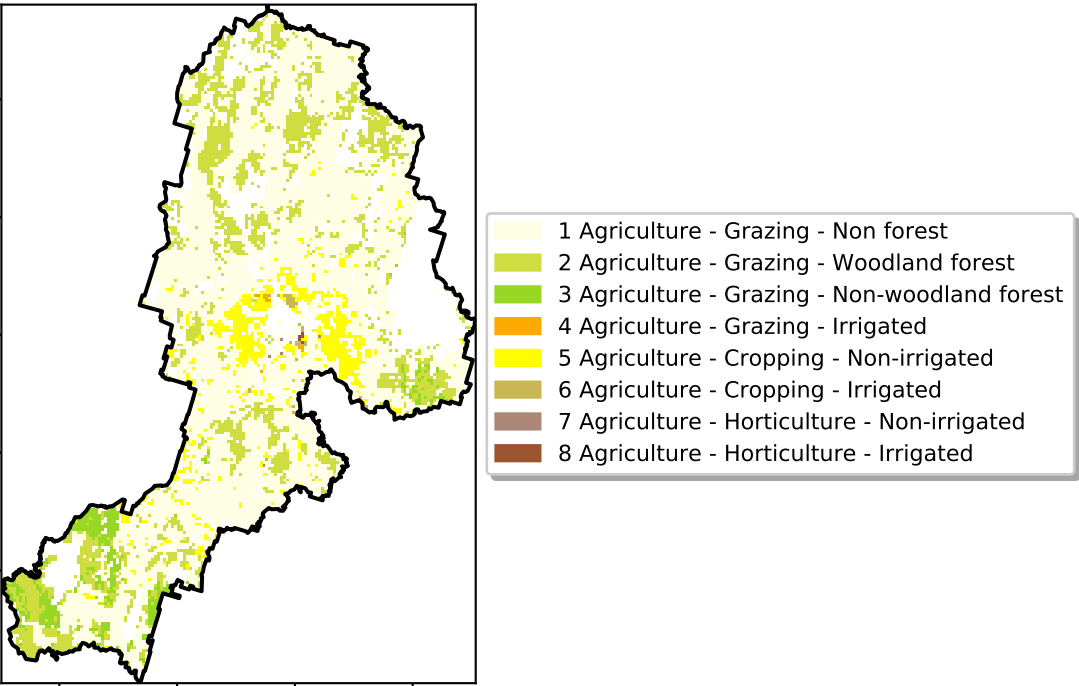 1 Agriculture - Grazing - Non forest
2 Agriculture - Grazing - Woodland forest
3 Agriculture - Grazing - Non-woodland forest
4 Agriculture - Grazing - Irrigated
5 Agriculture - Cropping - Non-irrigated
6 Agriculture - Cropping - Irrigated
7 Agriculture - Horticulture - Non-irrigated
8 Agriculture - Horticulture - Irrigated